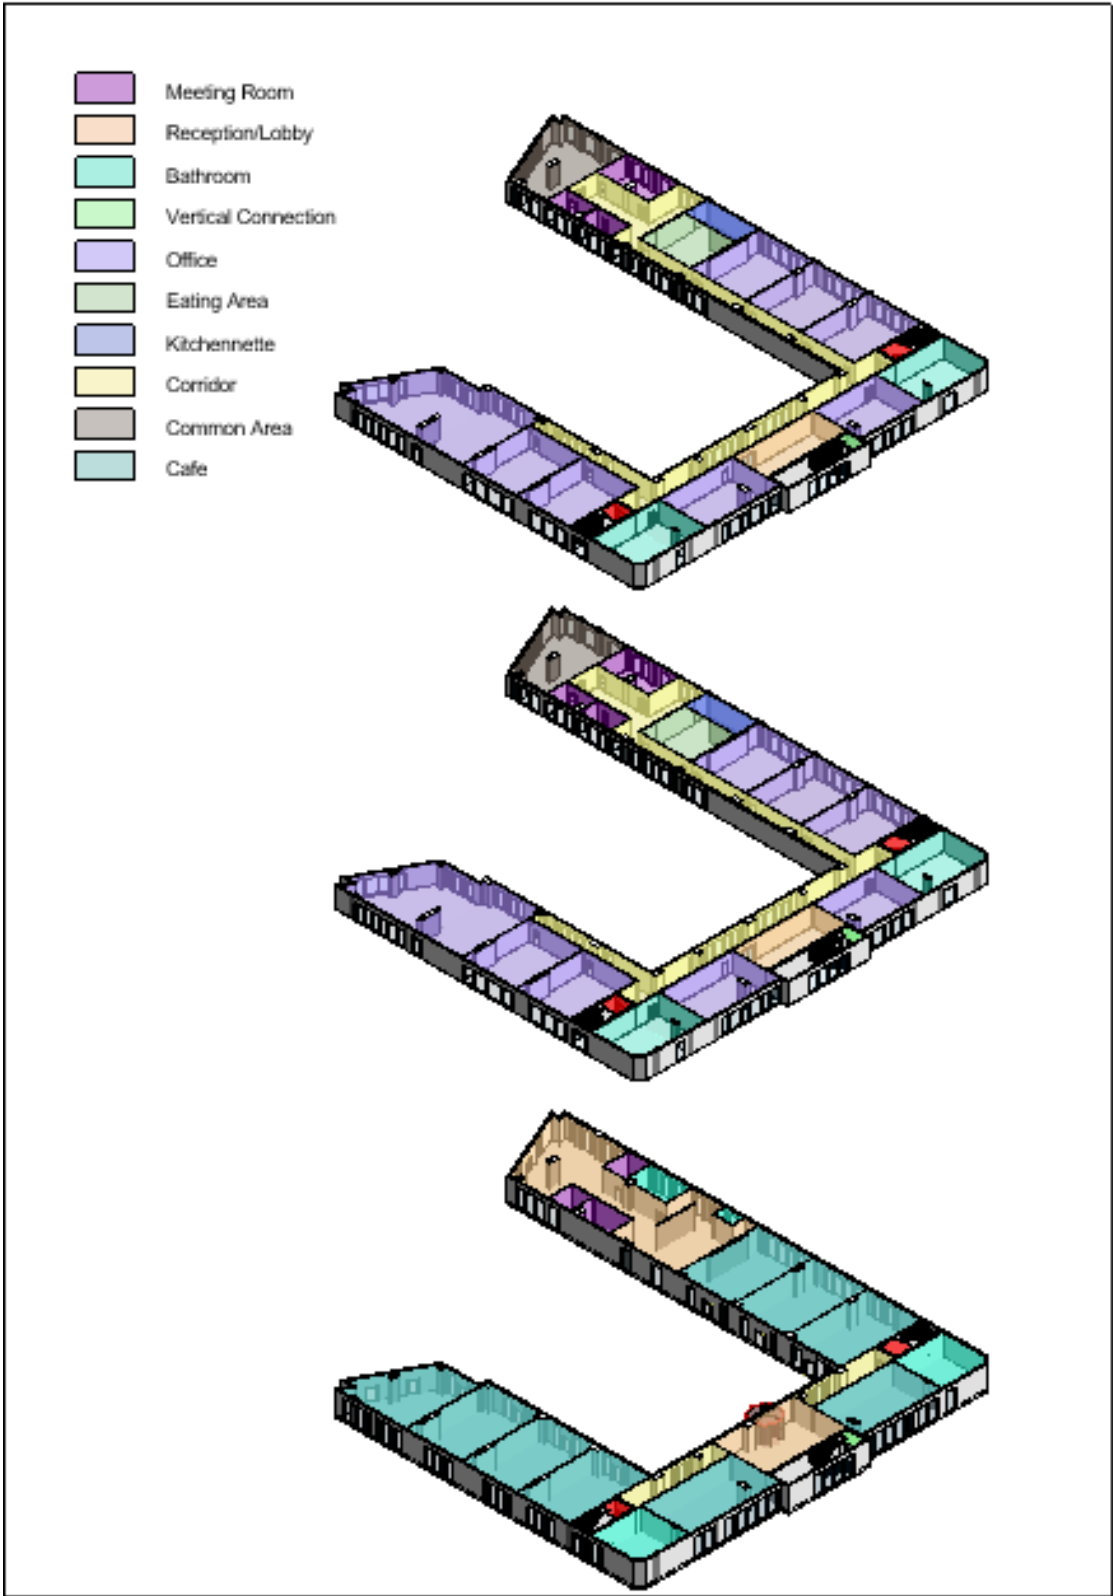 Meeting Room
Reception/Lobby
Bathroom
Vertical Connection
Office
Eating Area
Kitchennette
Corridor
Common Area
Cafe